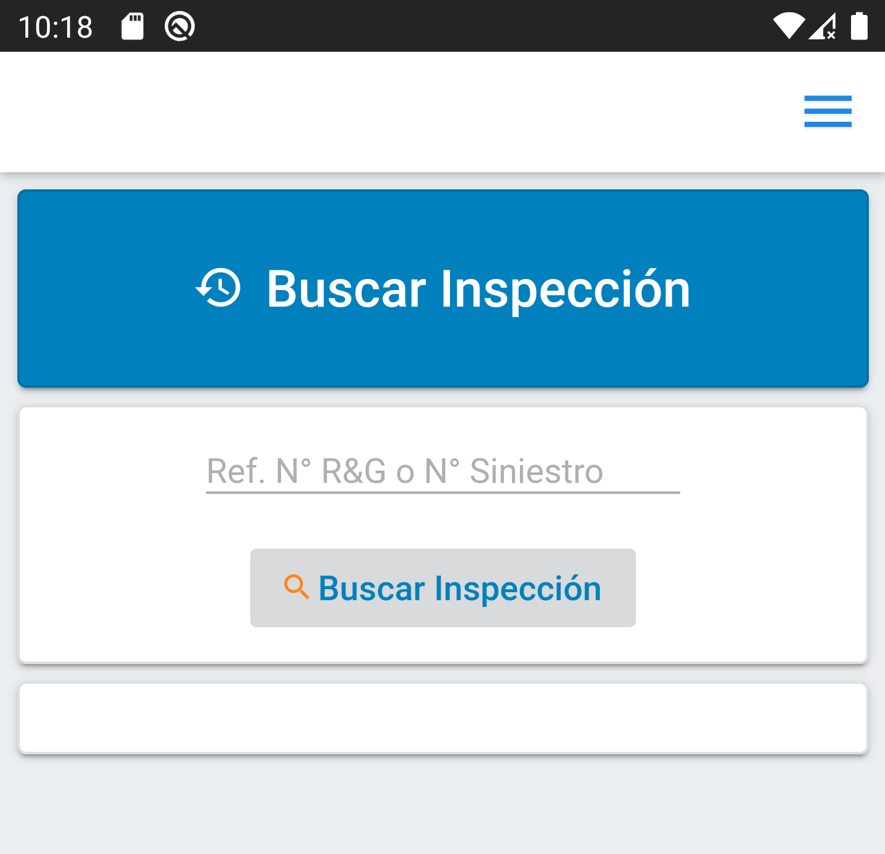 10:18
Buscar Inspección
Ref. N° R&G o N° Siniestro
Buscar Inspección